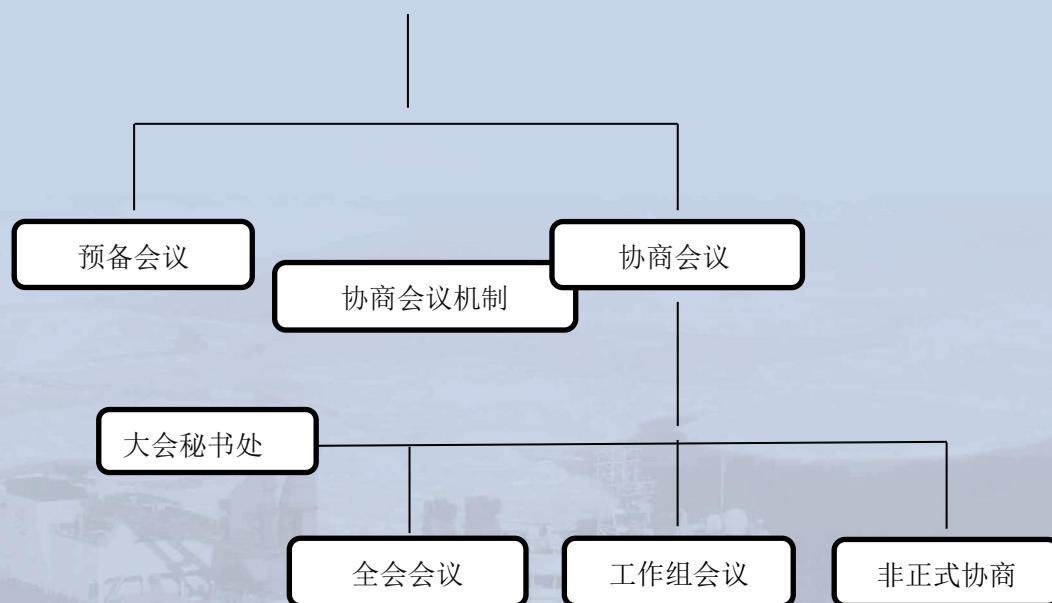 预备会议
协商会议
协商会议机制
大会秘书处
全会会议
工作组会议
非正式协商